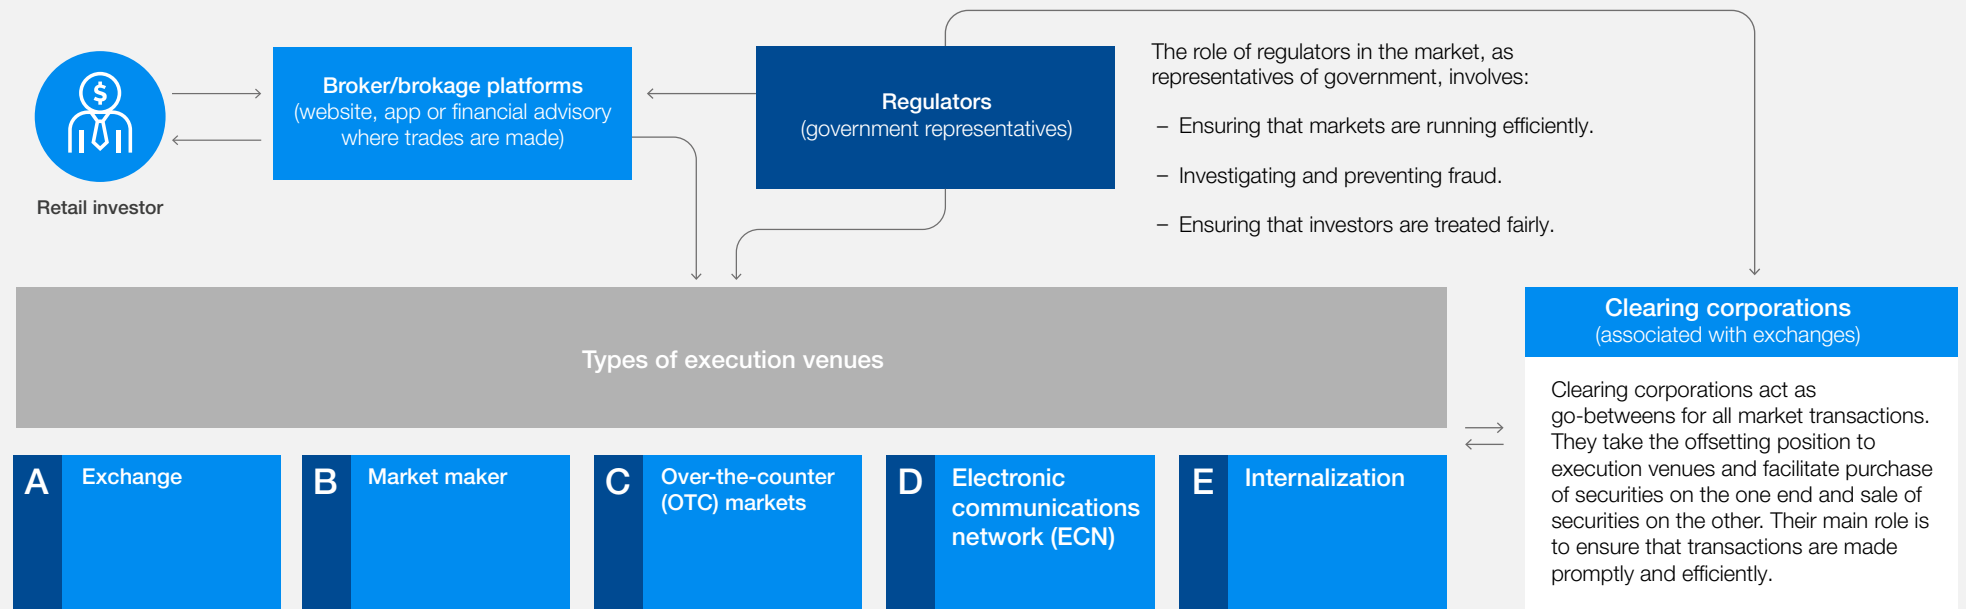 $
Retail investor
Broker/brokage platforms
(website, app or financial advisory
where trades are made)
Regulators
(government representatives)
The role of regulators in the market, as
representatives of government, involves:
– Ensuring that markets are running efficiently.
– Investigating and preventing fraud.
– Ensuring that investors are treated fairly.
Types of execution venues
A
Exchange
B
Market maker
C
Over-the-counter
(OTC) markets
D
Electronic
communications
network (ECN)
E
Internalization
Clearing corporations
(associated with exchanges)
Clearing corporations act as
go-betweens for all market transactions.
They take the offsetting position to
execution venues and facilitate purchase
of securities on the one end and sale of
securities on the other. Their main role is
to ensure that transactions are made
promptly and efficiently.